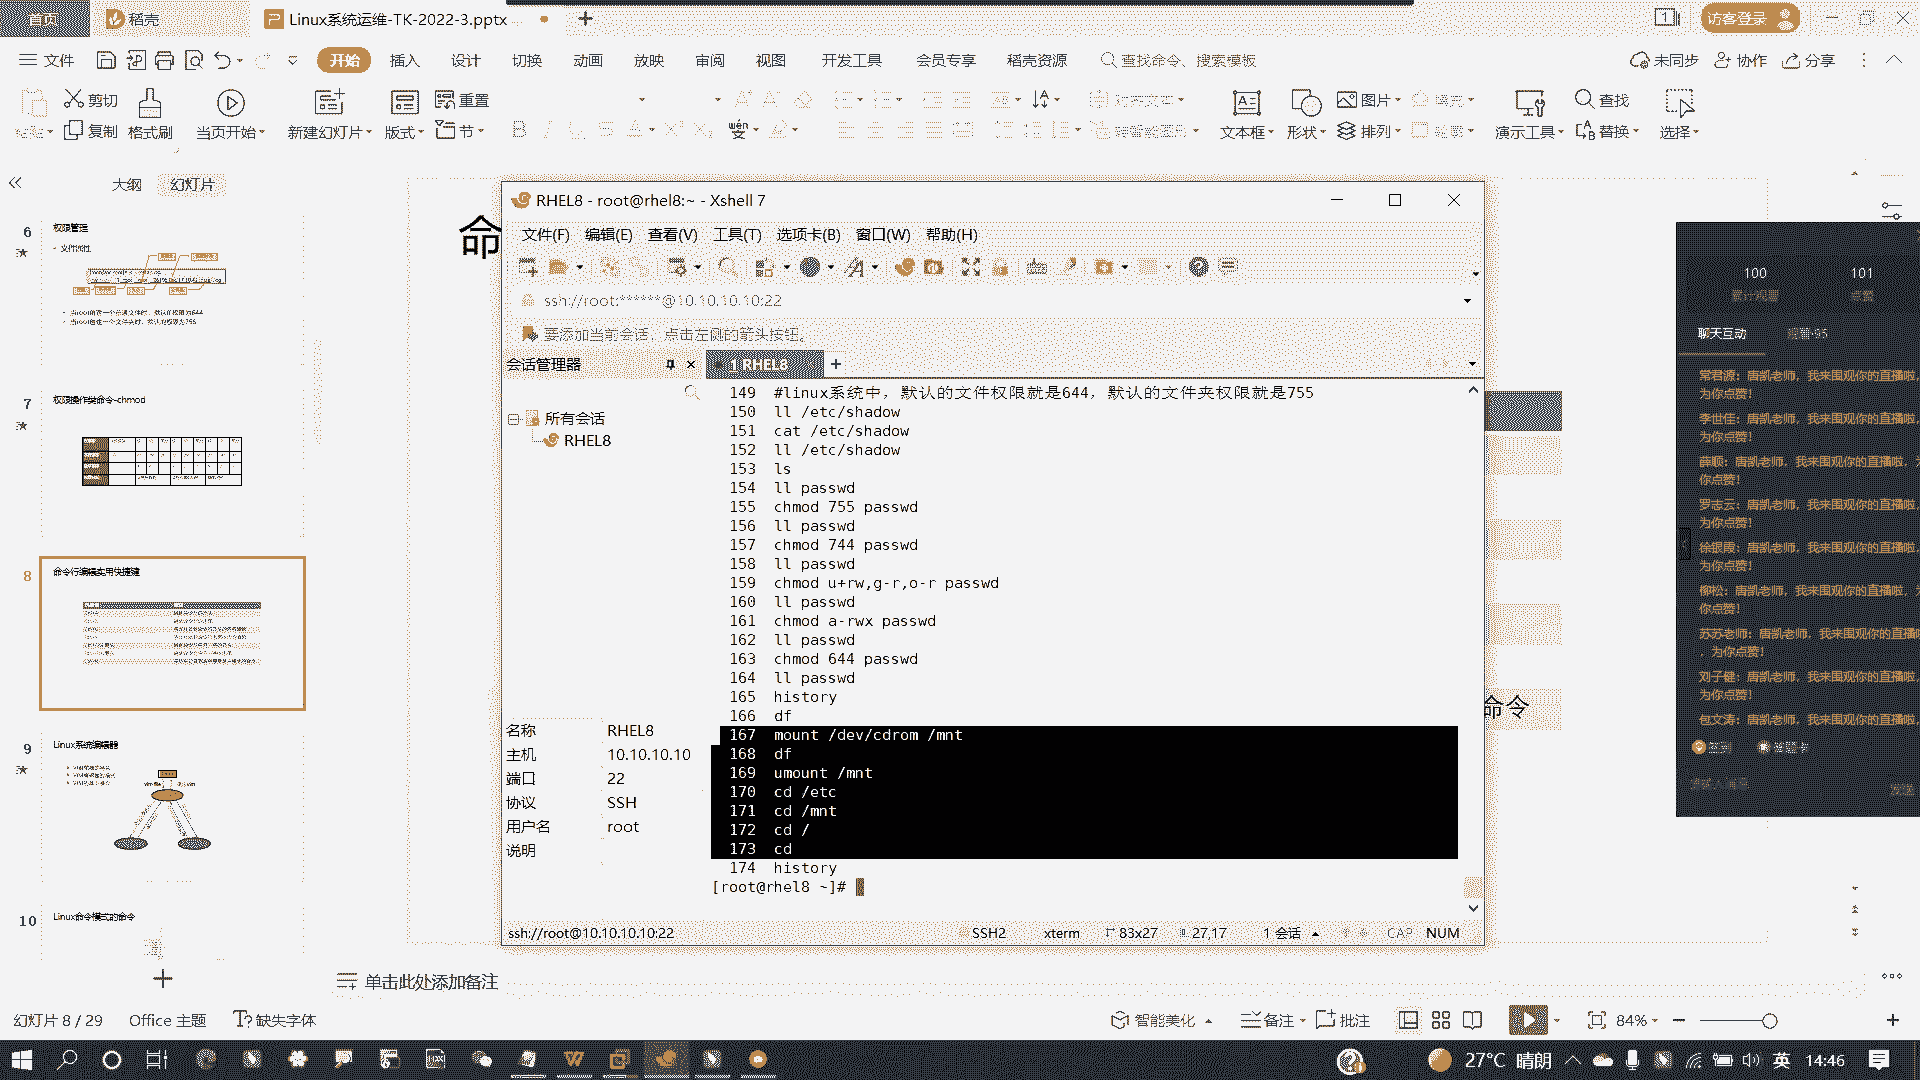 首页
稻壳
Linux系统运维-TK-2022-3.pptx
访客登录
文件
开始
插入
设计
切换
动画
放映
审阅
视图
开发工具
会员专享
稻壳资源
查找命令、搜索模板
未同步
协作
分享
剪切
复制
格式刷
当页开始
新建幻灯片
版式
重置
节
文本框
形状
图片
排列
演示工具
查找
替换
选择
大纲
幻灯片
6
权限管理
文件属性
7
权限操作类命令-chmod
8
命令行编辑实用快捷键
9
Linux系统编辑器
10
Linux命令模式的命令
命
命令
RHEL8 - root@rhel8:~ - Xshell 7
文件(F) 编辑(E) 查看(V) 工具(T) 选项卡(B) 窗口(W) 帮助(H)
ssh://root:******@10.10.10.10:22
要添加当前会话，点击左侧的箭头按钮。
会话管理器
1 RHEL8
所有会话
RHEL8
名称 RHEL8
主机 10.10.10.10
端口 22
协议 SSH
用户名 root
说明
149 #linux系统中，默认的文件权限就是644，默认的文件夹权限就是755
150 ll /etc/shadow
151 cat /etc/shadow
152 ll /etc/shadow
153 ls
154 ll passwd
155 chmod 755 passwd
156 ll passwd
157 chmod 744 passwd
158 ll passwd
159 chmod u+rw,g-r,o-r passwd
160 ll passwd
161 chmod a-rwx passwd
162 ll passwd
163 chmod 644 passwd
164 ll passwd
165 history
166 df
167 mount /dev/cdrom /mnt
168 df
169 umount /mnt
170 cd /etc
171 cd /mnt
172 cd /
173 cd
174 history
[root@rhel8 ~]#
ssh://root@10.10.10.10:22
SSH2
xterm
83x27
27,17
1 会话
CAP NUM
100
101
点赞
聊天互动
常君源：唐凯老师，我来围观你的直播啦，
为你点赞！
李世佳：唐凯老师，我来围观你的直播啦，
为你点赞！
薛顺：唐凯老师，我来围观你的直播啦，为
你点赞！
罗志云：唐凯老师，我来围观你的直播啦，
为你点赞！
徐银霞：唐凯老师，我来围观你的直播啦，
为你点赞！
柳松：唐凯老师，我来围观你的直播啦，为
你点赞！
苏苏老师：唐凯老师，我来围观你的直播啦
，为你点赞！
刘子健：唐凯老师，我来围观你的直播啦，
为你点赞！
包文涛：唐凯老师，我来围观你的直播啦，
单击此处添加备注
幻灯片 8 / 29
Office 主题
缺失字体
智能美化
备注
批注
84%
27°C 晴朗
英
14:46